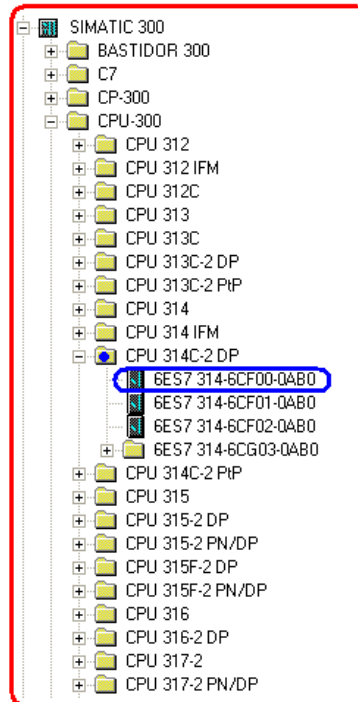 SIMATIC 300
BASTIDOR 300
C7
CP-300
CPU-300
CPU 312
CPU 312 IFM
CPU 312C
CPU 313
CPU 313C
CPU 313C-2 DP
CPU 313C-2 PtP
CPU 314
CPU 314 IFM
CPU 314C-2 DP
6ES7 314-6CF00-0AB0
6ES7 314-6CF01-0AB0
6ES7 314-6CF02-0AB0
6ES7 314-6CG03-0AB0
CPU 314C-2 PtP
CPU 315
CPU 315-2 DP
CPU 315-2 PN/DP
CPU 315F-2 DP
CPU 315F-2 PN/DP
CPU 316
CPU 316-2 DP
CPU 317-2
CPU 317-2 PN/DP